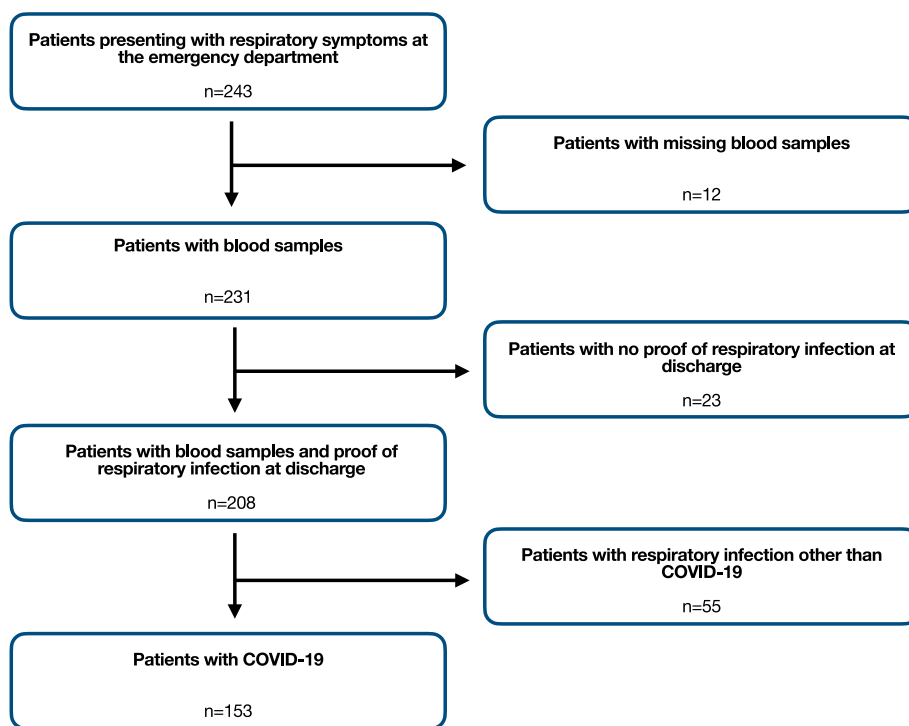 Patients presenting with respiratory symptoms at
the emergency department
n=243
Patients with missing blood samples
n=12
Patients with blood samples
n=231
Patients with no proof of respiratory infection at
discharge
n=23
Patients with blood samples and proof of
respiratory infection at discharge
n=208
Patients with respiratory infection other than
COVID-19
n=55
Patients with COVID-19
n=153